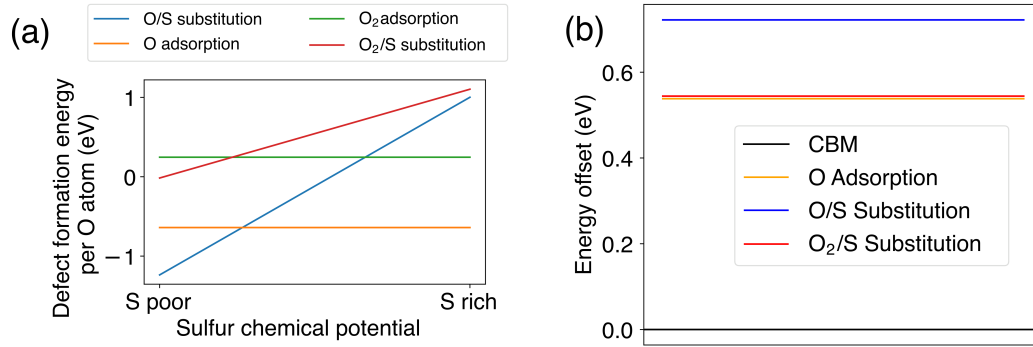 (a)
O/S substitution
O adsorption
O₂adsorption
O₂/S substitution
Defect formation energy
per O atom (eV)
1
0
−1
S poor
S rich
Sulfur chemical potential
(b)
Energy offset (eV)
0.6
0.4
0.2
0.0
CBM
O Adsorption
O/S Substitution
O₂/S Substitution